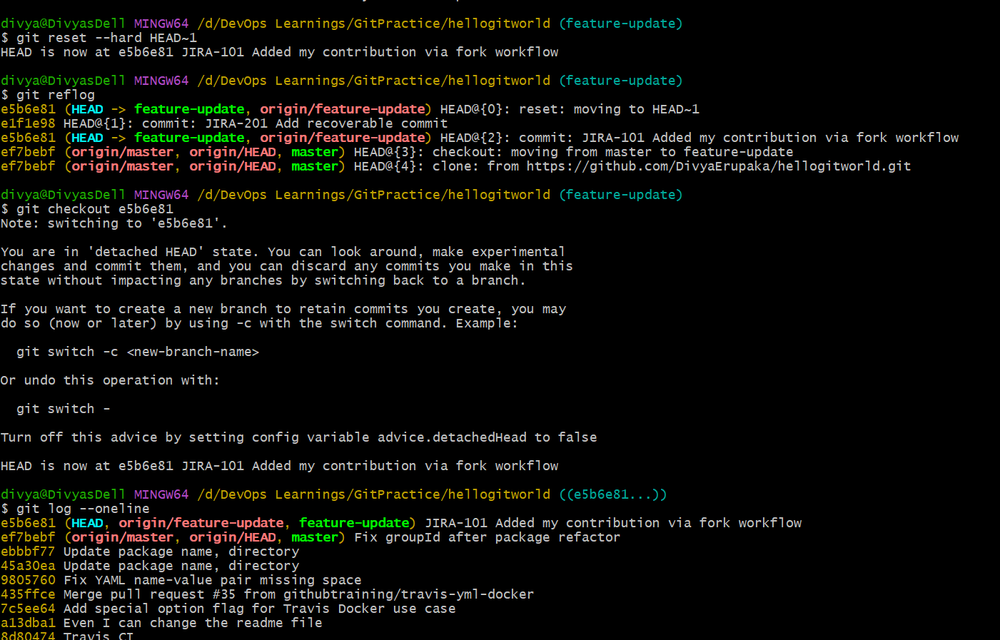 divya@DivyasDell MINGW64 /d/DevOps Learnings/GitPractice/hellogitworld (feature-update)
$ git reset --hard HEAD~1
HEAD is now at e5b6e81 JIRA-101 Added my contribution via fork workflow
divya@DivyasDell MINGW64 /d/DevOps Learnings/GitPractice/hellogitworld (feature-update)
$ git reflog
e5b6e81 (HEAD -> feature-update, origin/feature-update) HEAD@{0}: reset: moving to HEAD~1
e1f1e98 HEAD@{1}: commit: JIRA-201 Add recoverable commit
e5b6e81 (HEAD -> feature-update, origin/feature-update) HEAD@{2}: commit: JIRA-101 Added my contribution via fork workflow
ef7bebf (origin/master, origin/HEAD, master) HEAD@{3}: checkout: moving from master to feature-update
ef7bebf (origin/master, origin/HEAD, master) HEAD@{4}: clone: from https://github.com/DivyaErupaka/hellogitworld.git
divya@DivyasDell MINGW64 /d/DevOps Learnings/GitPractice/hellogitworld (feature-update)
$ git checkout e5b6e81
Note: switching to 'e5b6e81'.
You are in 'detached HEAD' state. You can look around, make experimental
changes and commit them, and you can discard any commits you make in this
state without impacting any branches by switching back to a branch.
If you want to create a new branch to retain commits you create, you may
do so (now or later) by using -c with the switch command. Example:
git switch -c <new-branch-name>
Or undo this operation with:
git switch -
Turn off this advice by setting config variable advice.detachedHead to false
HEAD is now at e5b6e81 JIRA-101 Added my contribution via fork workflow
divya@DivyasDell MINGW64 /d/DevOps Learnings/GitPractice/hellogitworld ((e5b6e81...))
$ git log --oneline
e5b6e81 (HEAD, origin/feature-update, feature-update) JIRA-101 Added my contribution via fork workflow
ef7bebf (origin/master, origin/HEAD, master) Fix groupId after package refactor
ebbbf77 Update package name, directory
45a30ea Update package name, directory
9805760 Fix YAML name-value pair missing space
435ffce Merge pull request #35 from githubtraining/travis-yml-docker
7c5ee64 Add special option flag for Travis Docker use case
a13dba1 Even I can change the readme file
8d80474 Travis CI